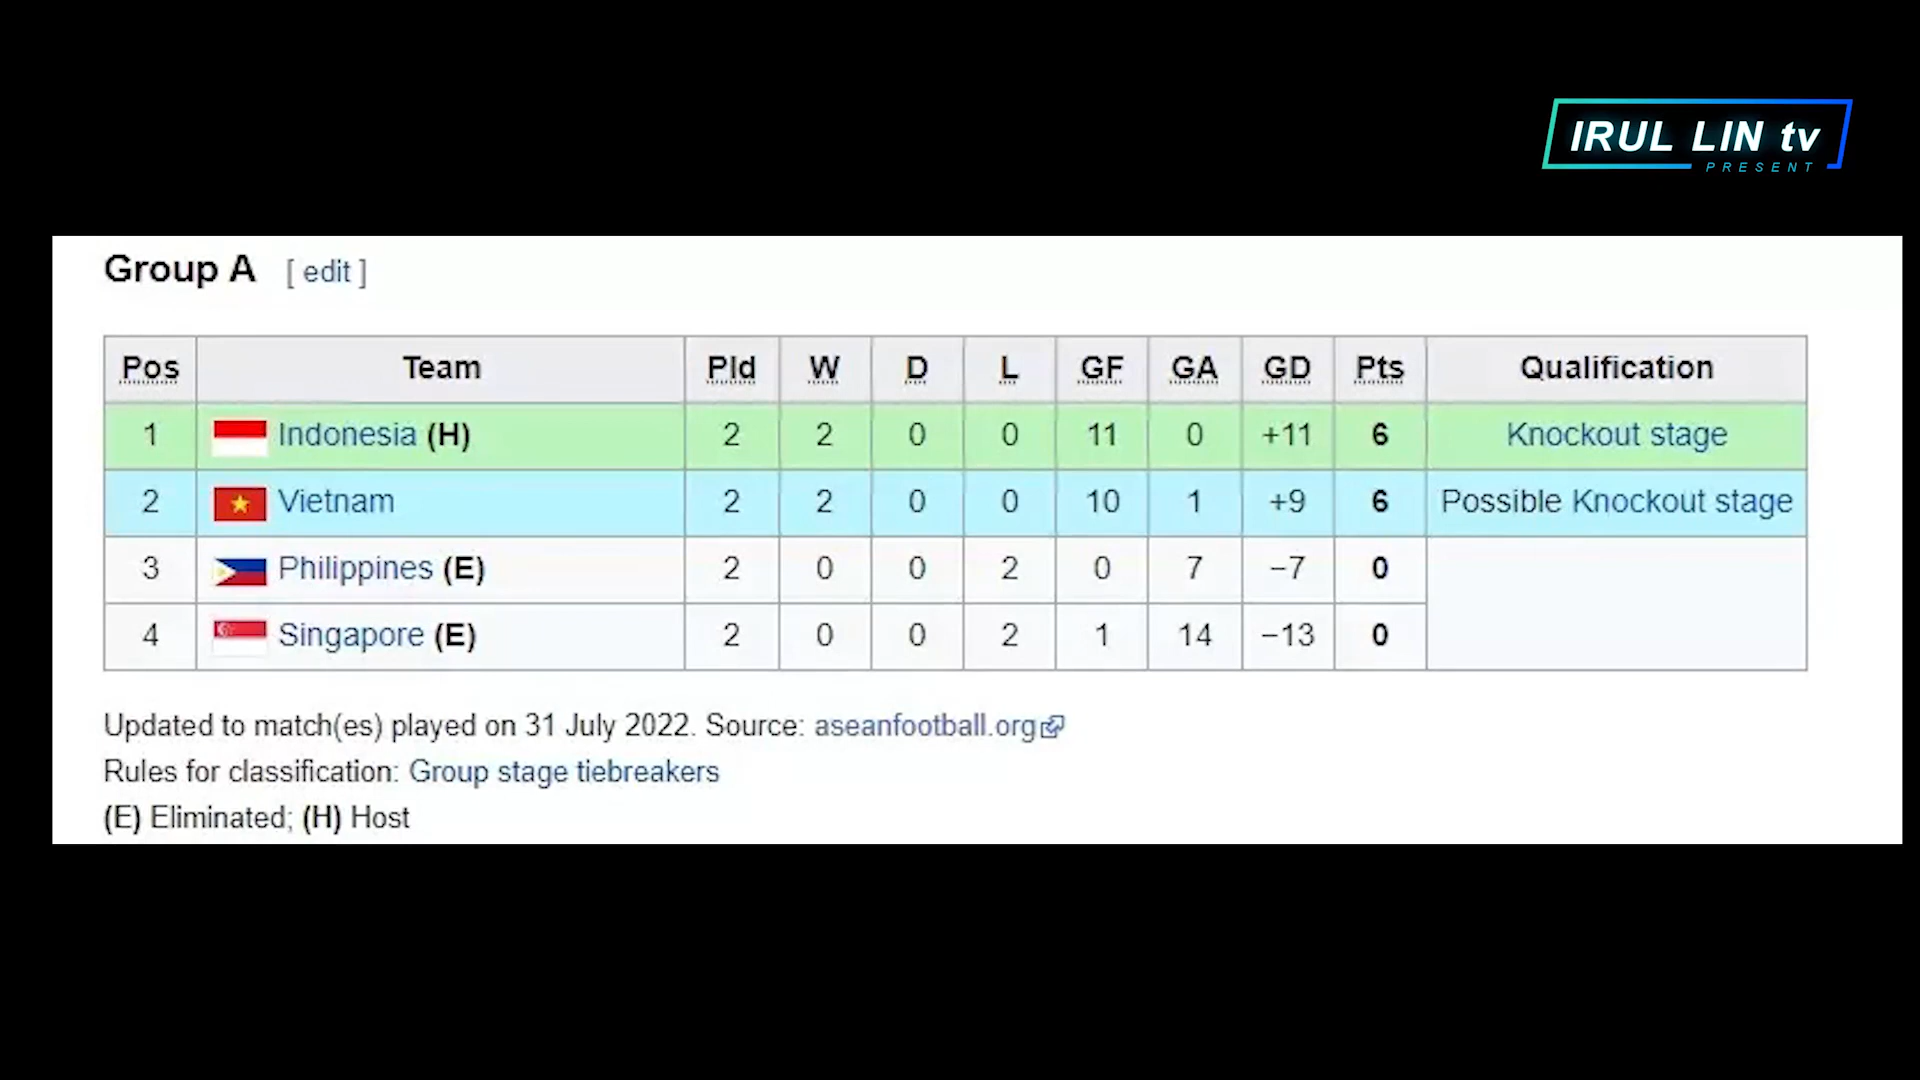 IRUL LIN tv
PRESENT
Group A [ edit ]
Pos Team Pld W D L GF GA GD Pts Qualification
1 Indonesia (H) 2 2 0 0 11 0 +11 6 Knockout stage
2 Vietnam 2 2 0 0 10 1 +9 6 Possible Knockout stage
3 Philippines (E) 2 0 0 2 0 7 −7 0
4 Singapore (E) 2 0 0 2 1 14 −13 0
Updated to match(es) played on 31 July 2022. Source: aseanfootball.org
Rules for classification: Group stage tiebreakers
(E) Eliminated; (H) Host